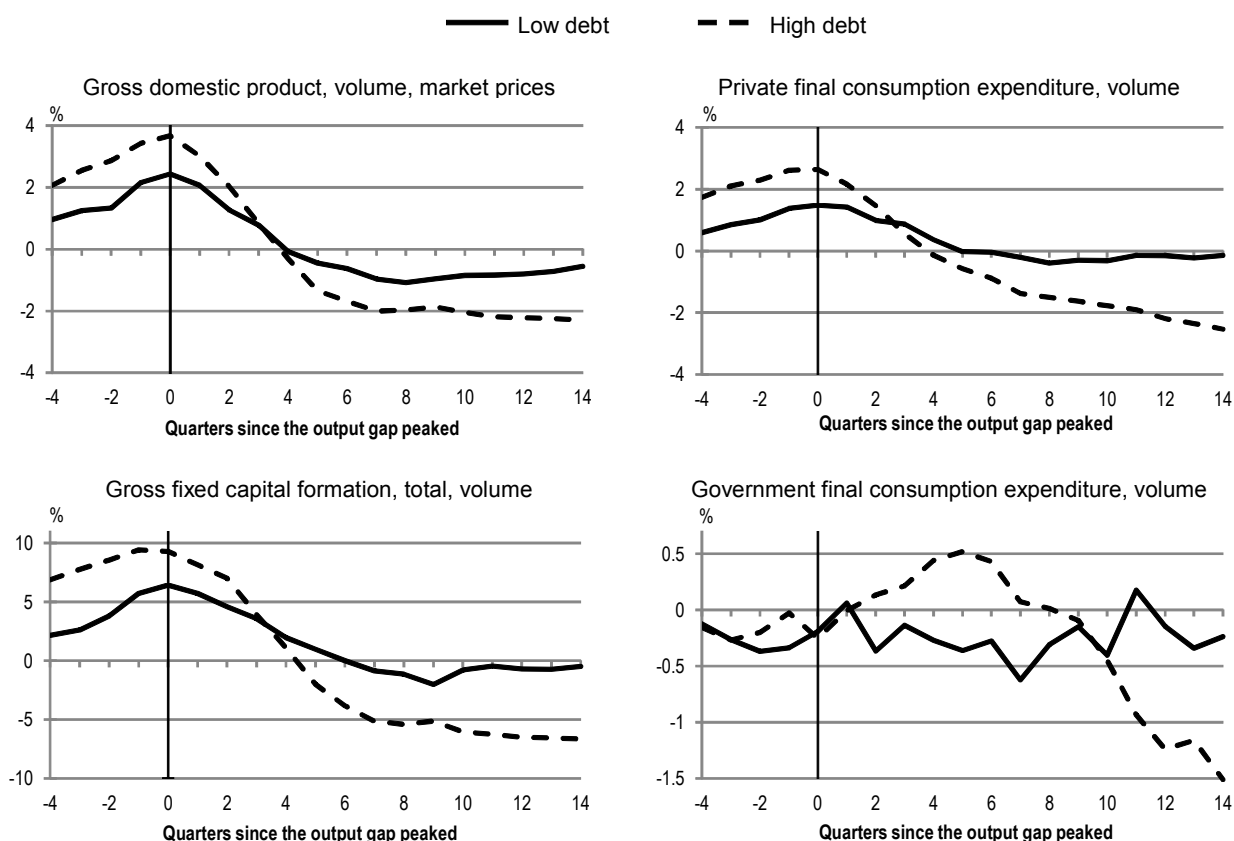 Low debt
High debt
Gross domestic product, volume, market prices
%
4
2
0
-2
-4
-4 -2 0 2 4 6 8 10 12 14
Quarters since the output gap peaked
Private final consumption expenditure, volume
%
4
2
0
-2
-4
-4 -2 0 2 4 6 8 10 12 14
Quarters since the output gap peaked
Gross fixed capital formation, total, volume
%
10
5
0
-5
-10
-4 -2 0 2 4 6 8 10 12 14
Quarters since the output gap peaked
Government final consumption expenditure, volume
%
0.5
0
-0.5
-1
-1.5
-4 -2 0 2 4 6 8 10 12 14
Quarters since the output gap peaked